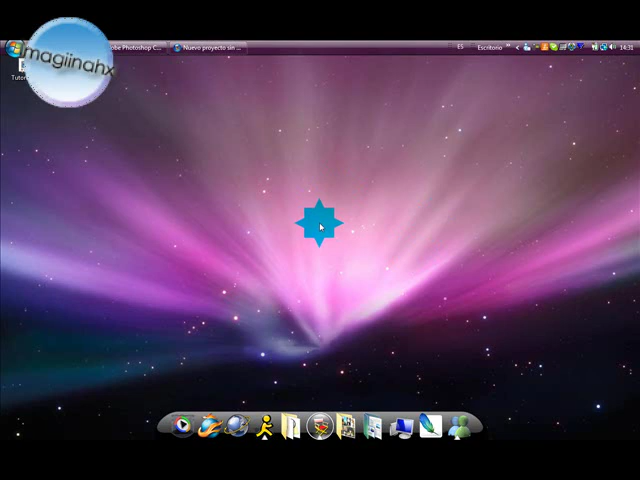 magiinahx
obe Photoshop C...
Nuevo proyecto sin ...
ES
Escritorio
14:31
Tutor